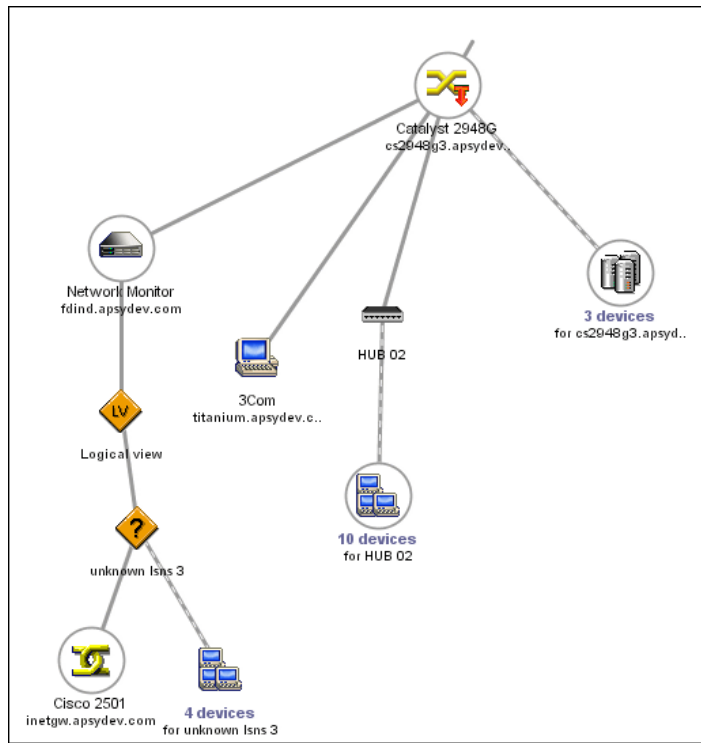 Catalyst 2948G
cs2948g3.apsydev..
Network Monitor
fdind.apsydev.com
3 devices
for cs2948g3.apsyd..
HUB 02
3Com
titanium.apsydev.c..
LV
Logical view
?
10 devices
for HUB 02
unknown lsns 3
Cisco 2501
inetgw.apsydev.com
4 devices
for unknown lsns 3